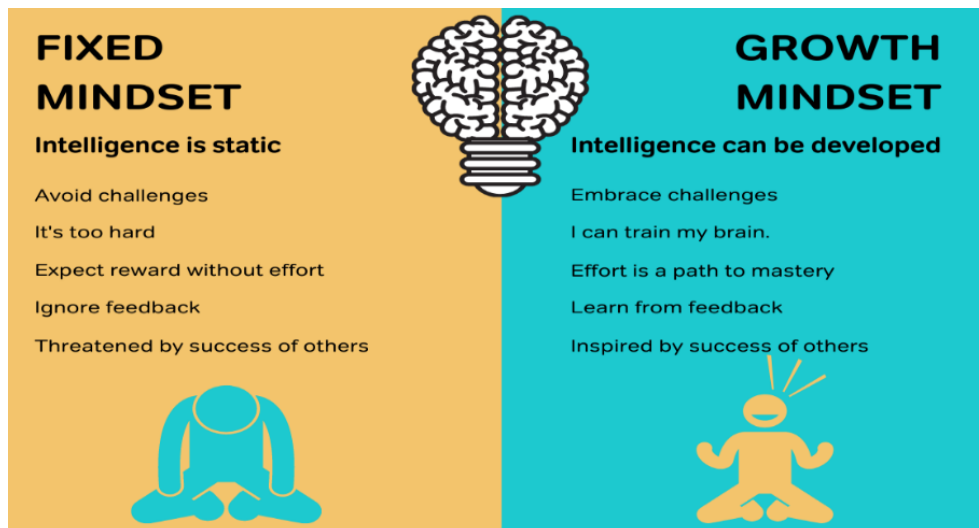 FIXED
MINDSET
Intelligence is static
Avoid challenges
It's too hard
Expect reward without effort
Ignore feedback
Threatened by success of others
GROWTH
MINDSET
Intelligence can be developed
Embrace challenges
I can train my brain.
Effort is a path to mastery
Learn from feedback
Inspired by success of others